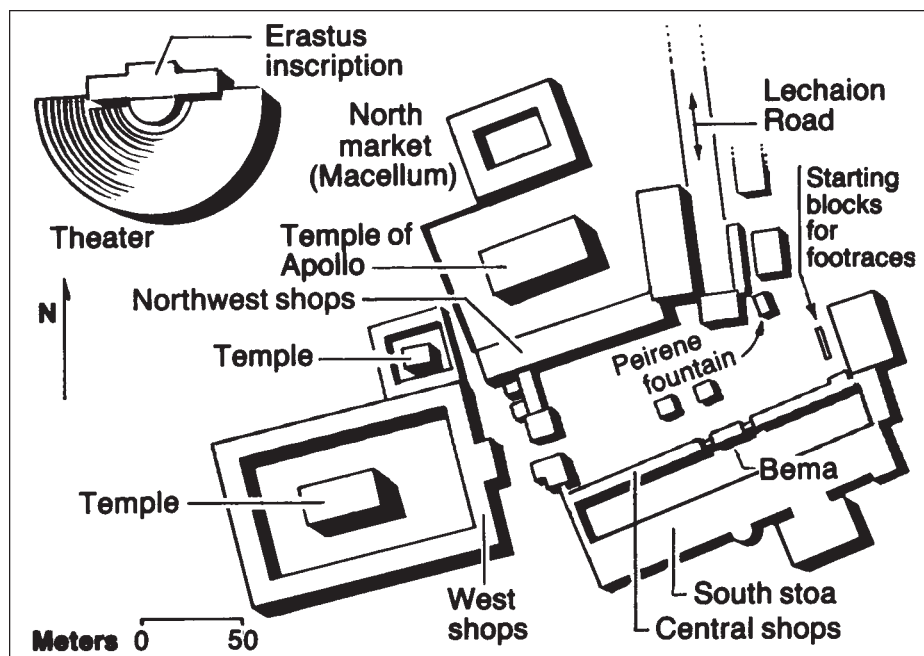 Erastus
inscription
North
market
(Macellum)
Lechaion
Road
Starting
blocks
for
footraces
Theater
Temple of
Apollo
Northwest shops
N
Temple
Peirene
fountain
Temple
Bema
West
shops
South stoa
Central shops
Meters 0 50